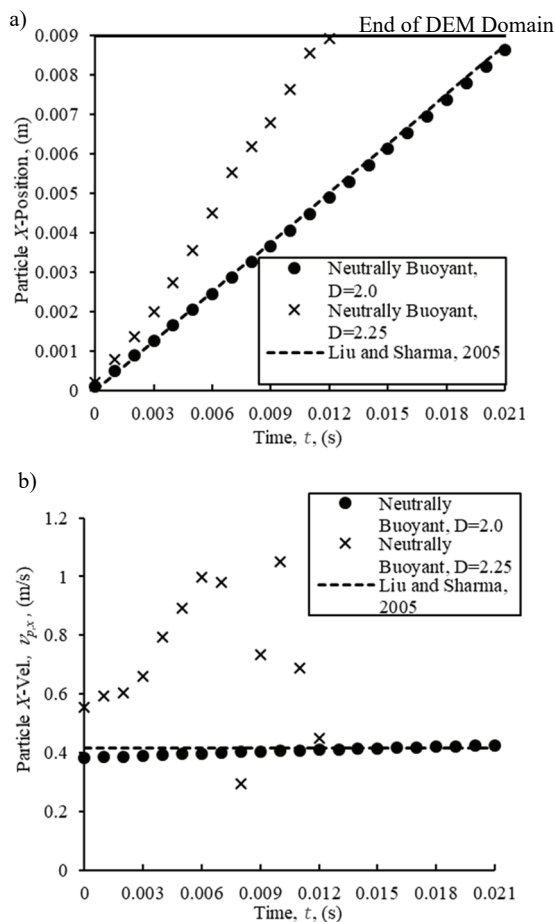 a)
End of DEM Domain
0.009
0.008
0.007
0.006
0.005
0.004
0.003
0.002
0.001
0
Particle X-Position, (m)
Neutrally Buoyant,
D=2.0
Neutrally Buoyant,
D=2.25
Liu and Sharma, 2005
0 0.003 0.006 0.009 0.012 0.015 0.018 0.021
Time, t, (s)
b)
Neutrally
Buoyant, D=2.0
Neutrally
Buoyant, D=2.25
Liu and Sharma,
2005
1.2
1
0.8
0.6
0.4
0.2
0
Particle X-Vel., νp,x, (m/s)
0 0.003 0.006 0.009 0.012 0.015 0.018 0.021
Time, t, (s)